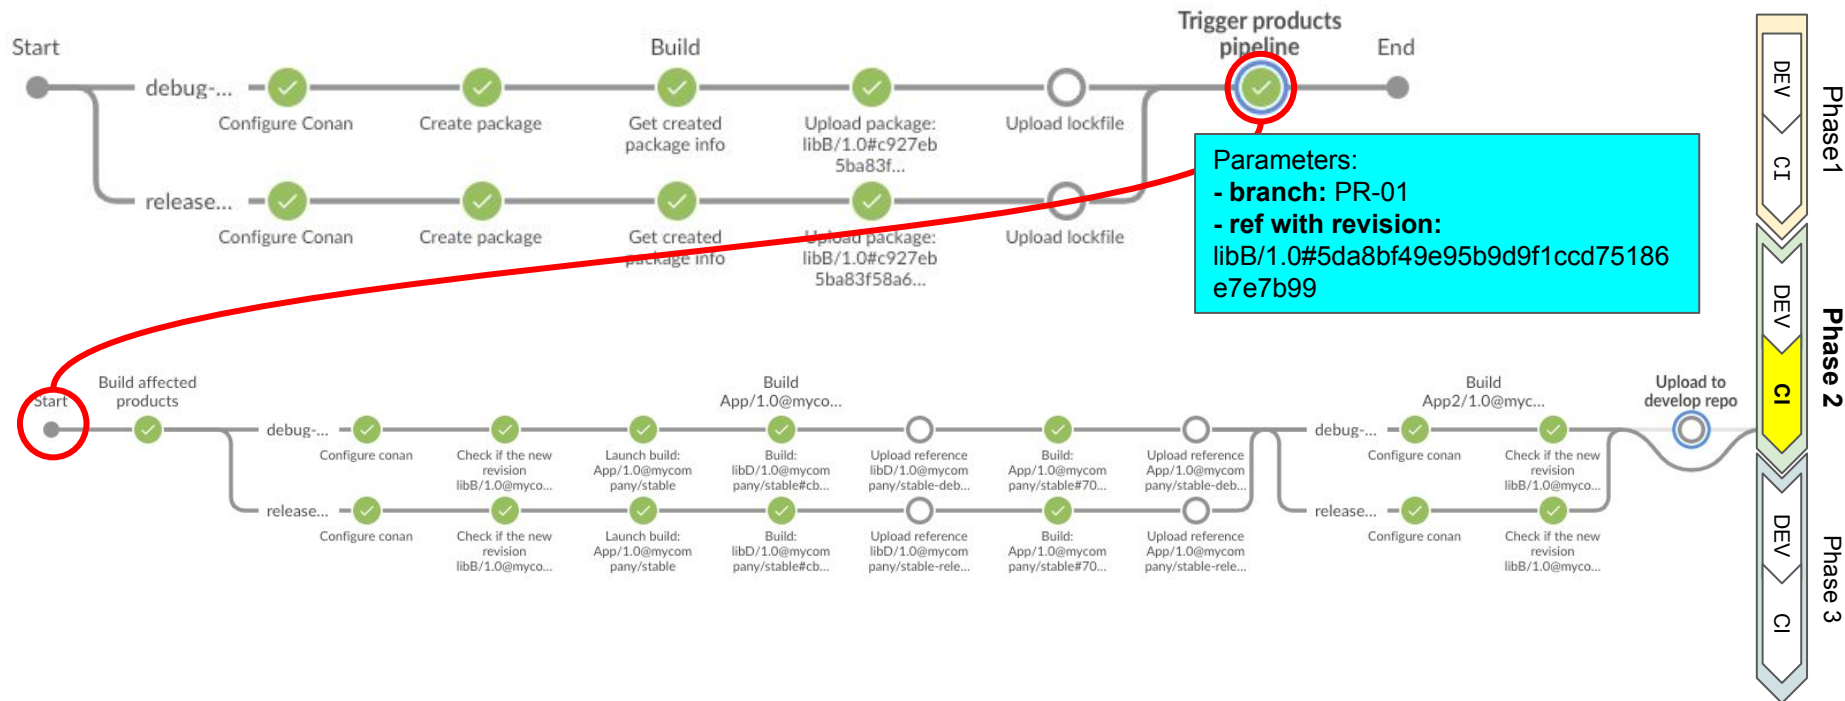 Start
Build
Trigger products
pipeline
End
debug-...
Configure Conan
Create package
Get created
package info
Upload package:
libB/1.0#c927eb
5ba83f...
Upload lockfile
release...
Configure Conan
Create package
Get created
package info
Upload package:
libB/1.0#c927eb
5ba83f58a6...
Upload lockfile
Parameters:
- branch: PR-01
- ref with revision:
libB/1.0#5da8bf49e95b9d9f1ccd75186
e7e7b99
Start
Build affected
products
Build
App/1.0@myco...
Build
App2/1.0@myc...
Upload to
develop repo
debug-...
Configure conan
Check if the new
revision
libB/1.0@myco...
Launch build:
App/1.0@mycom
pany/stable
Build:
libD/1.0@mycom
pany/stable#cb...
Upload reference
libD/1.0@mycom
pany/stable-deb...
Build:
App/1.0@mycom
pany/stable#70...
Upload reference
App/1.0@mycom
pany/stable-deb...
debug-...
Configure conan
Check if the new
revision
libB/1.0@myco...
release...
Configure conan
Check if the new
revision
libB/1.0@myco...
Launch build:
App/1.0@mycom
pany/stable
Build:
libD/1.0@mycom
pany/stable#cb...
Upload reference
libD/1.0@mycom
pany/stable-rele...
Build:
App/1.0@mycom
pany/stable#70...
Upload reference
App/1.0@mycom
pany/stable-rele...
release...
Configure conan
Check if the new
revision
libB/1.0@myco...
DEV
CI
Phase1
DEV
CI
Phase 2
DEV
CI
Phase 3